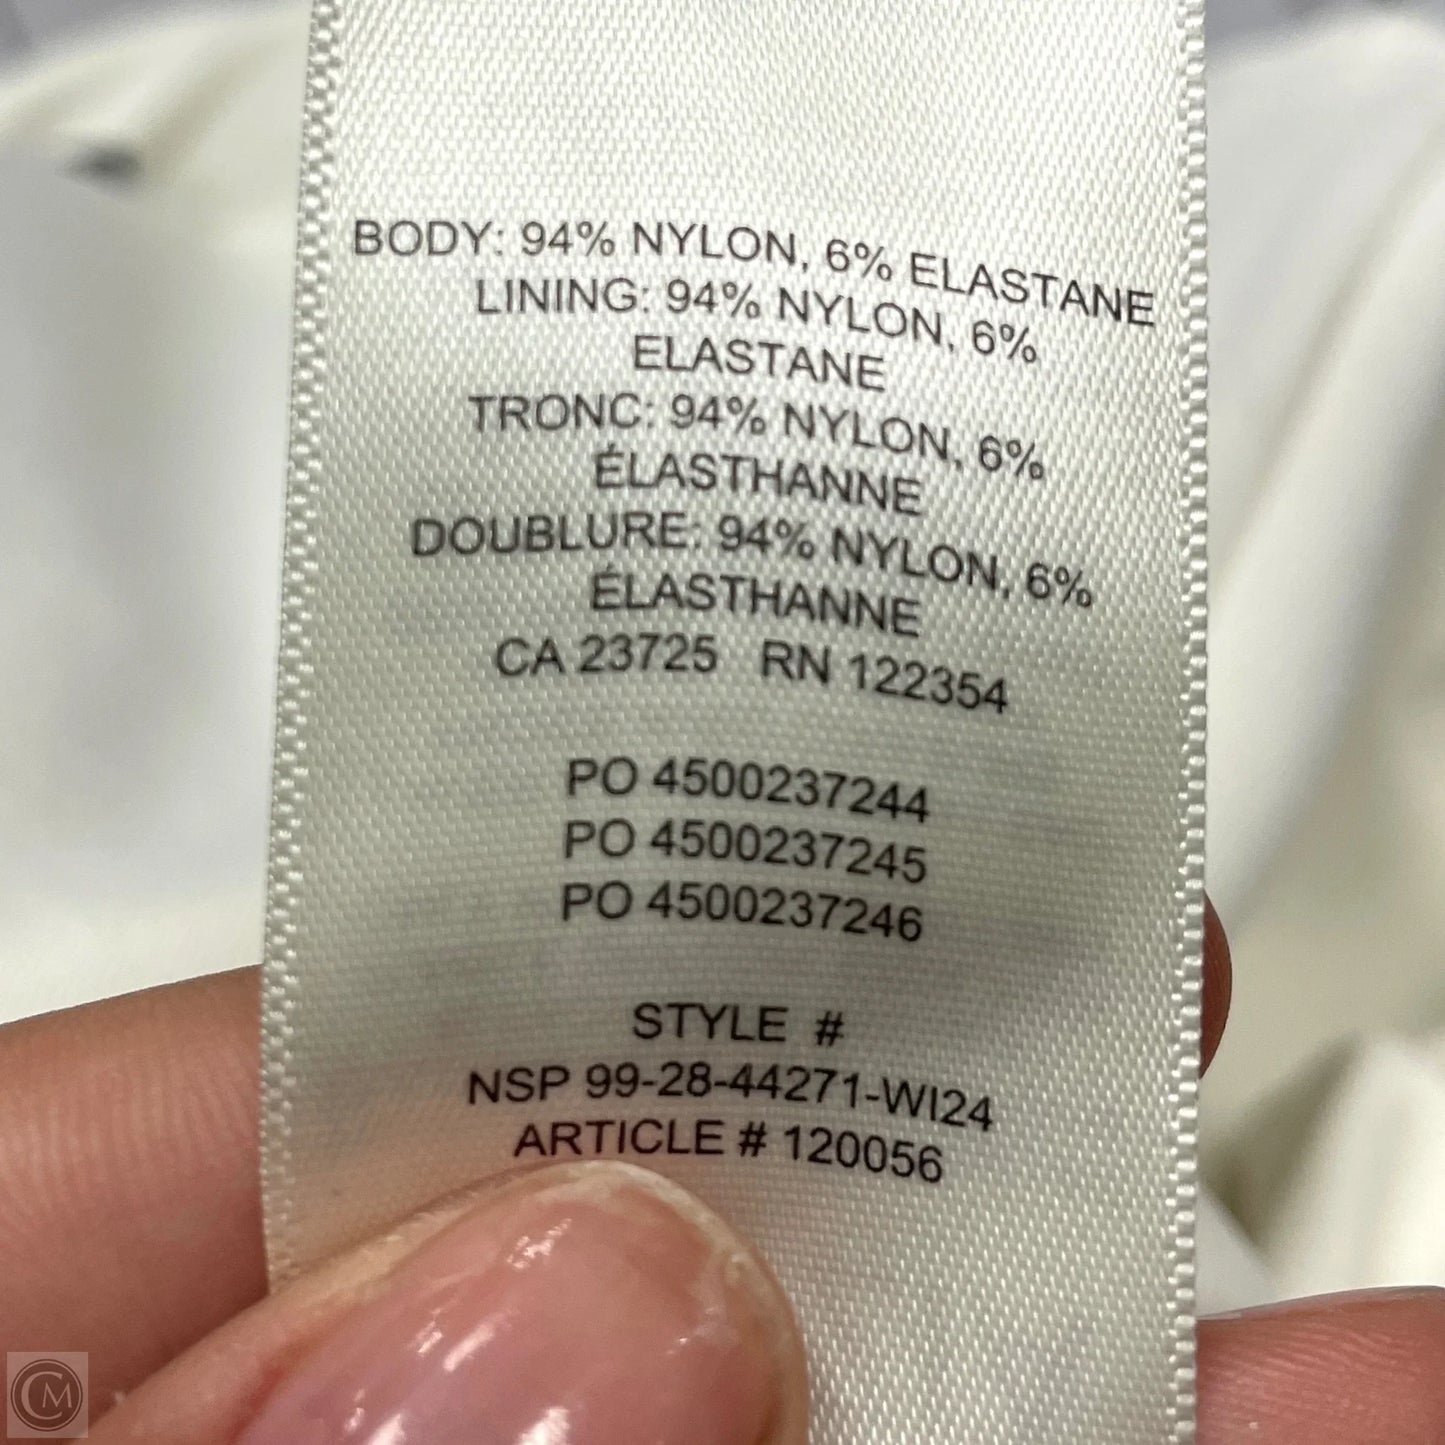 BODY: 94% NYLON, 6% ELASTANE
LINING: 94% NYLON, 6%
ELASTANE
TRONC: 94% NYLON, 6%
ÉLASTHANNE
DOUBLURE: 94% NYLON, 6%
ÉLASTHANNE
CA 23725 RN 122354
PO 4500237244
PO 4500237245
PO 4500237246
STYLE #
NSP 99-28-44271-WI24
ARTICLE # 120056
CM